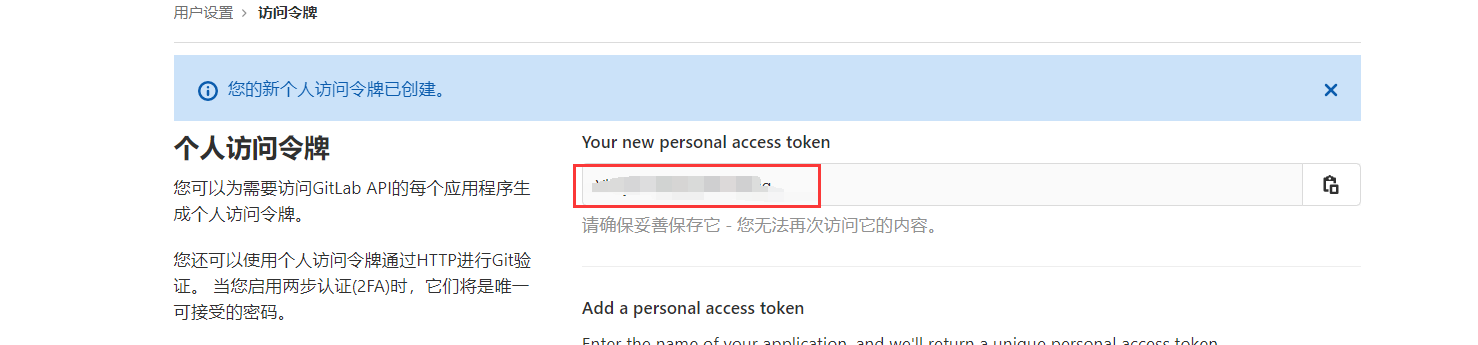 用户设置 › 访问令牌
您的新个人访问令牌已创建。
个人访问令牌
您可以为需要访问GitLab API的每个应用程序生
成个人访问令牌。
您还可以使用个人访问令牌通过HTTP进行Git验
证。 当您启用两步认证(2FA)时，它们将是唯一
可接受的密码。
Your new personal access token
请确保妥善保存它 - 您无法再次访问它的内容。
Add a personal access token
Enter the name of your application, and we'll return a unique personal access token.